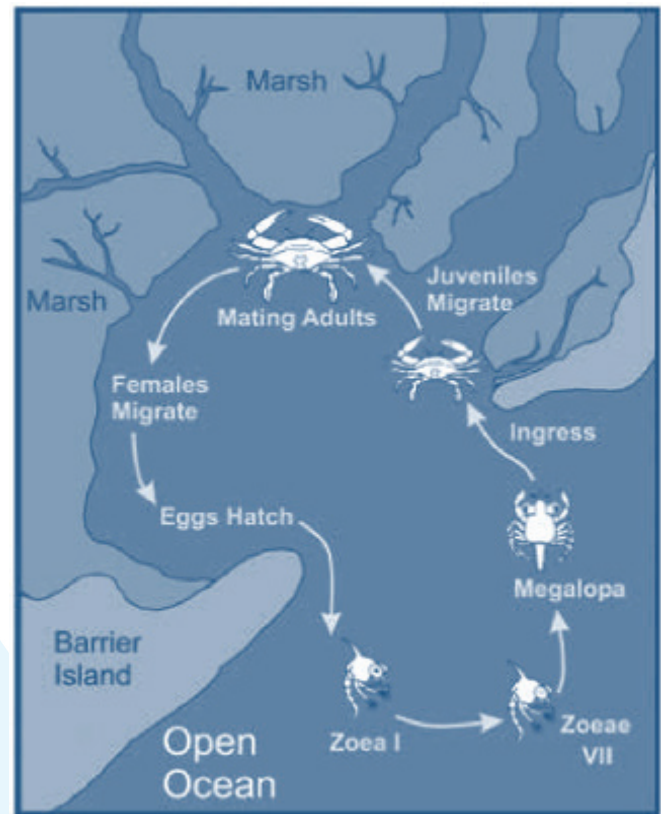 Marsh
Marsh
Juveniles
Migrate
Mating Adults
Females
Migrate
Ingress
Eggs Hatch
Megalopa
Barrier
Island
Zoea I
Zoeae
VII
Open
Ocean